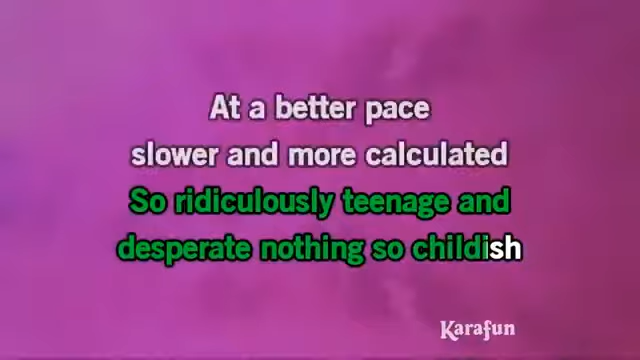 At a better pace
slower and more calculated
So ridiculously teenage and
desperate nothing so childish
Karafun